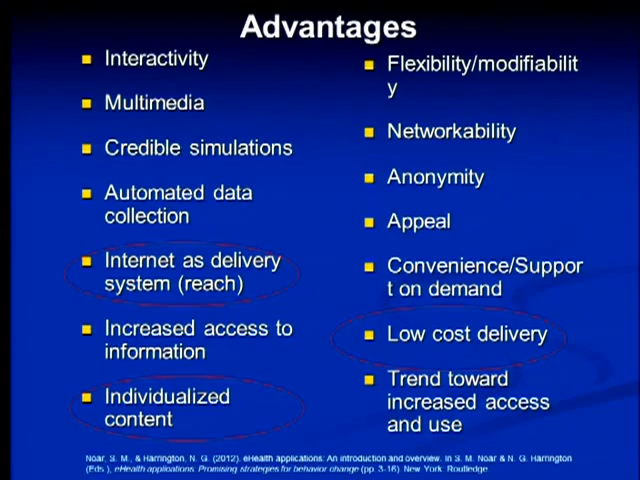 Advantages
Interactivity
Multimedia
Credible simulations
Automated data
collection
Internet as delivery
system (reach)
Increased access to
information
Individualized
content
Flexibility/modifiabilit
y
Networkability
Anonymity
Appeal
Convenience/Suppor
t on demand
Low cost delivery
Trend toward
increased access
and use
Noar, S. M., & Harrington, N. G. (2012). eHealth applications: An introduction and overview. In S. M. Noar & N. G. Harrington
(Eds.), eHealth applications: Promising strategies for behavior change (pp. 3-16). New York: Routledge.